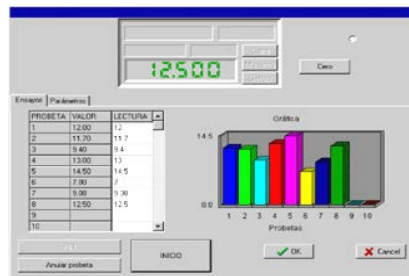 12.500
Cero
Ensayos Parámetros
PROBETA VALOR LECTURA
1 12.00 12
2 11.70 11.7
3 9.40 9.4
4 13.00 13
5 14.50 14.5
6 7.00 7
7 9.08 9.08
8 12.50 12.5
9
10
Anular probeta
INICIO
Gráfica
14.5
0.0
1 2 3 4 5 6 7 8 9 10
Probetas
OK
Cancel